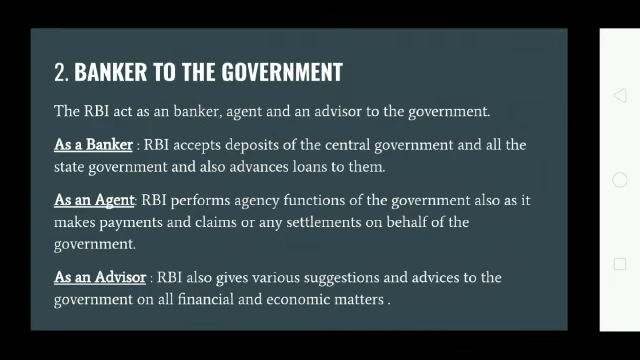 2. BANKER TO THE GOVERNMENT
The RBI act as an banker, agent and an advisor to the government.
As a Banker : RBI accepts deposits of the central government and all the
state government and also advances loans to them.
As an Agent: RBI performs agency functions of the government also as it
makes payments and claims or any settlements on behalf of the
government.
As an Advisor : RBI also gives various suggestions and advices to the
government on all financial and economic matters .